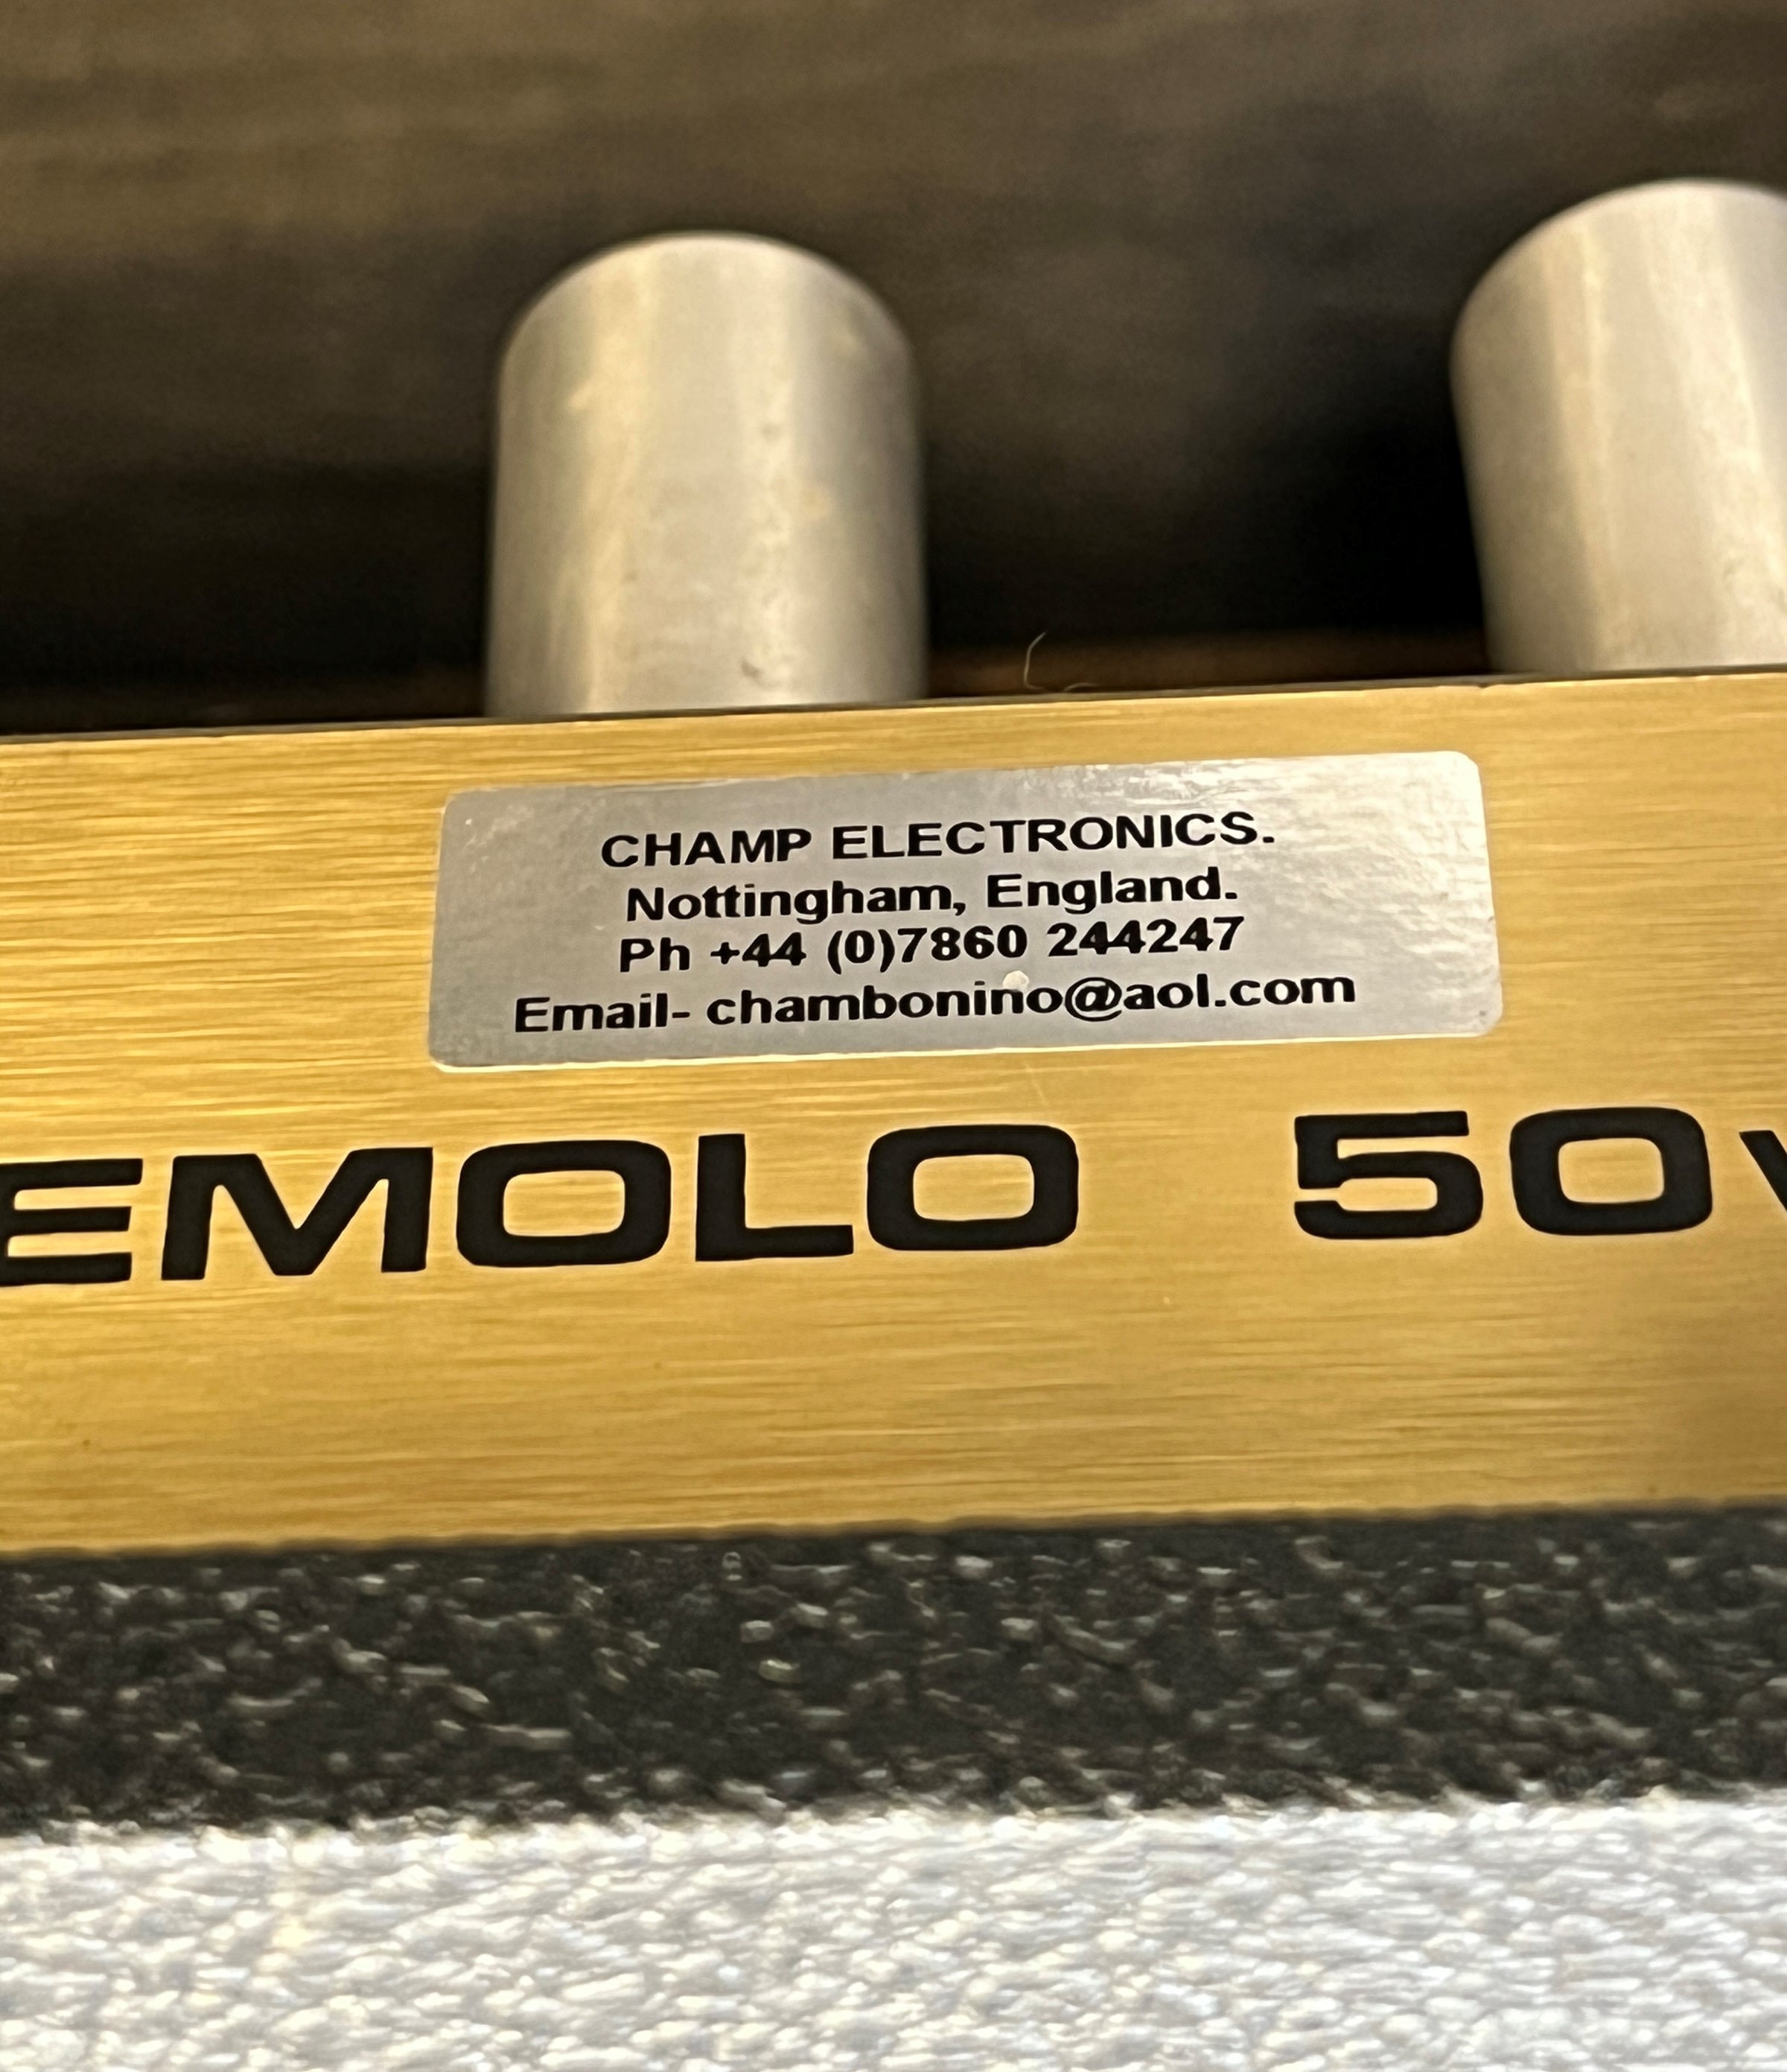 CHAMP ELECTRONICS.
Nottingham, England.
Ph +44 (0)7860 244247
Email- chambonino@aol.com
EMOLO 50